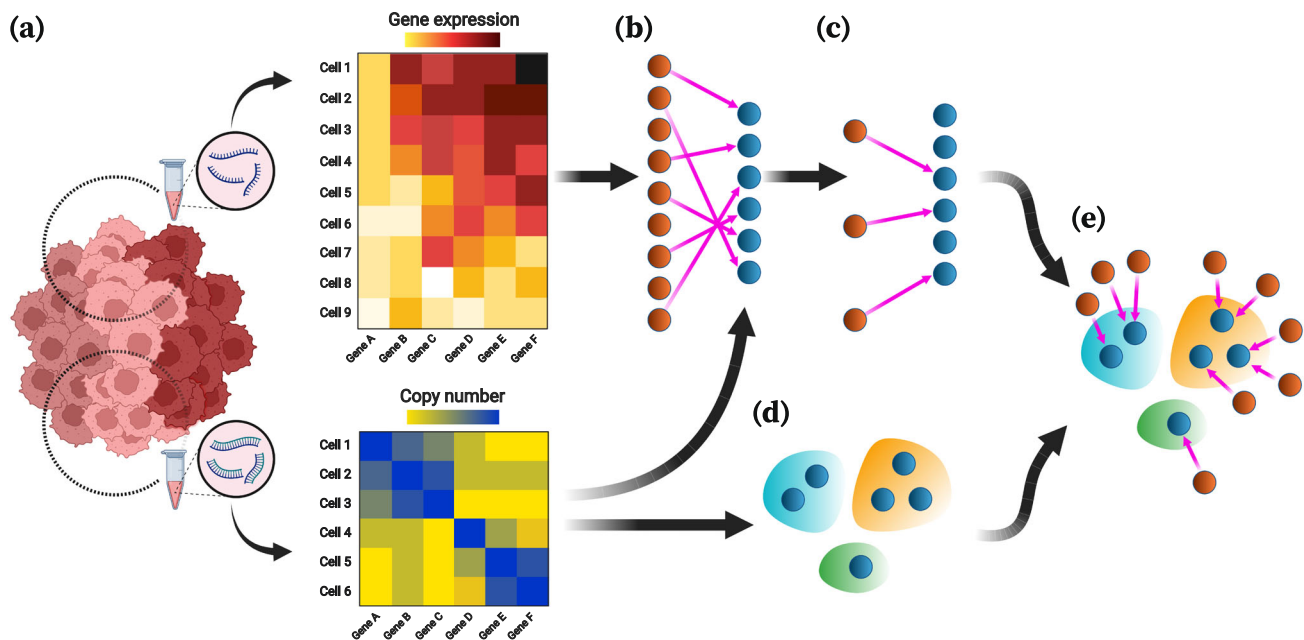 (a)
Gene expression
Cell 1
Cell 2
Cell 3
Cell 4
Cell 5
Cell 6
Cell 7
Cell 8
Cell 9
Gene A
Gene B
Gene C
Gene D
Gene E
Gene F
Copy number
Cell 1
Cell 2
Cell 3
Cell 4
Cell 5
Cell 6
Gene A
Gene B
Gene C
Gene D
Gene E
Gene F
(b)
(c)
(d)
(e)